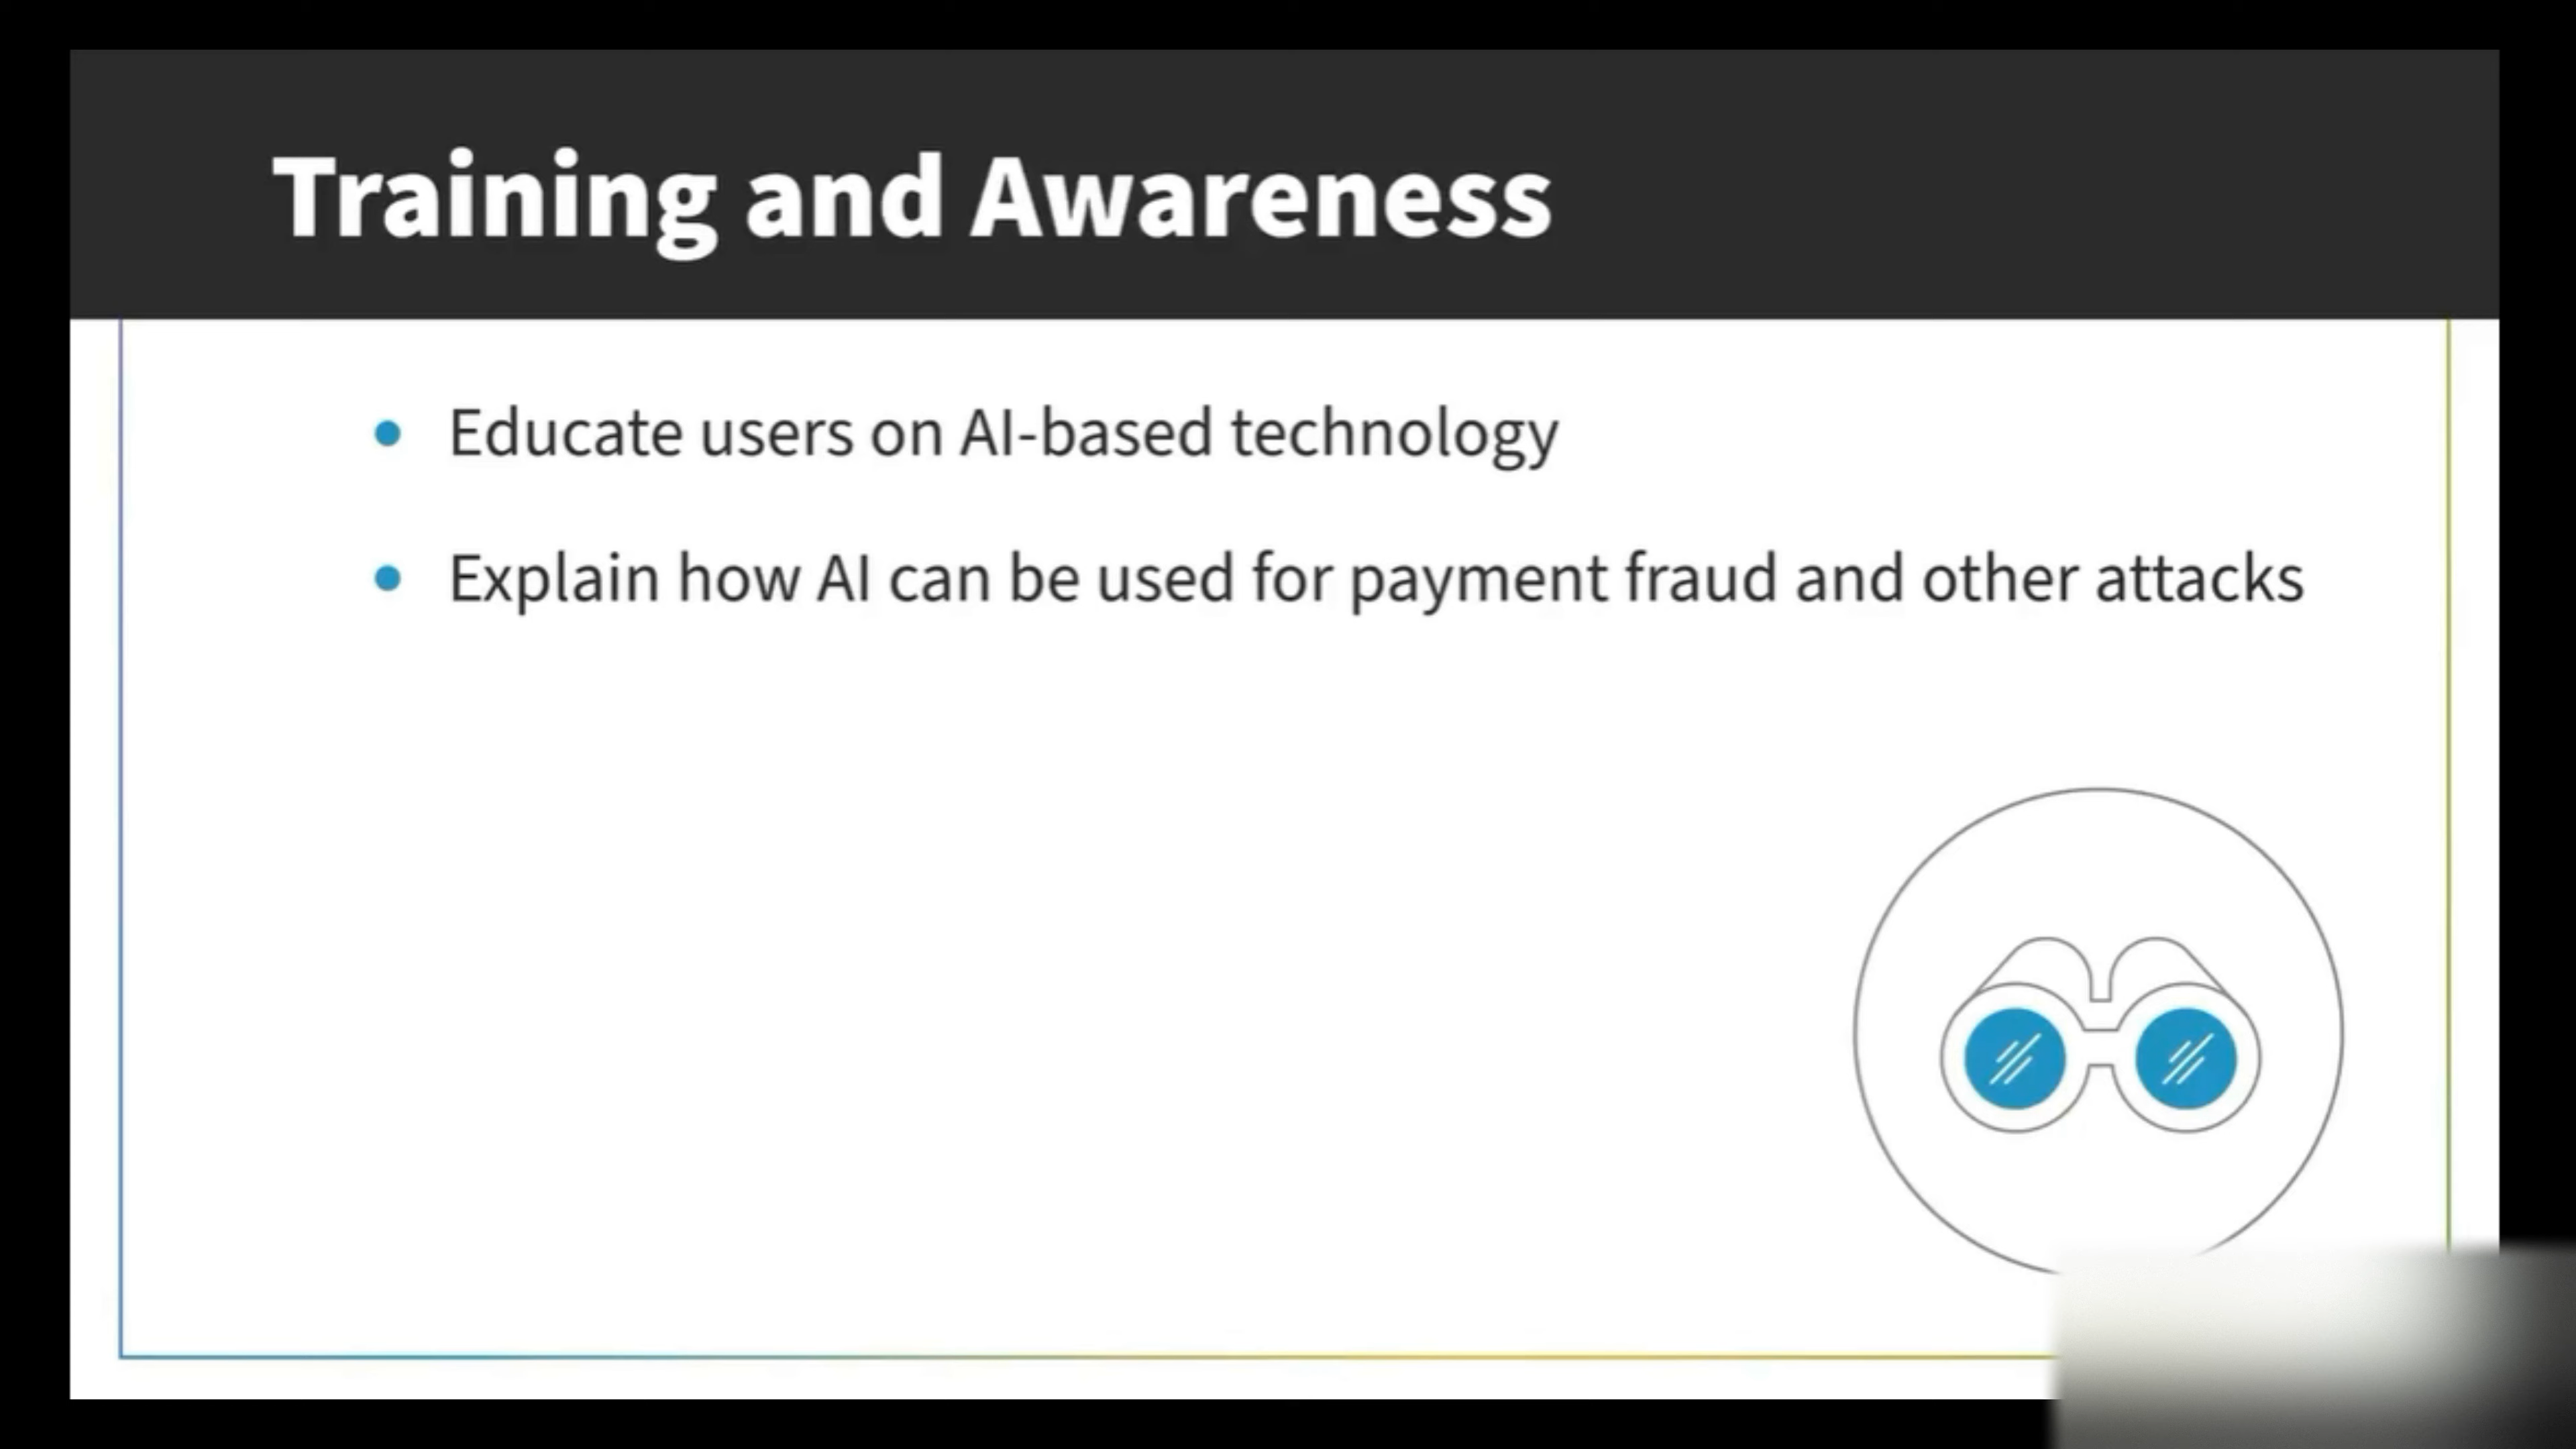 Training and Awareness
Educate users on AI-based technology
Explain how AI can be used for payment fraud and other attacks